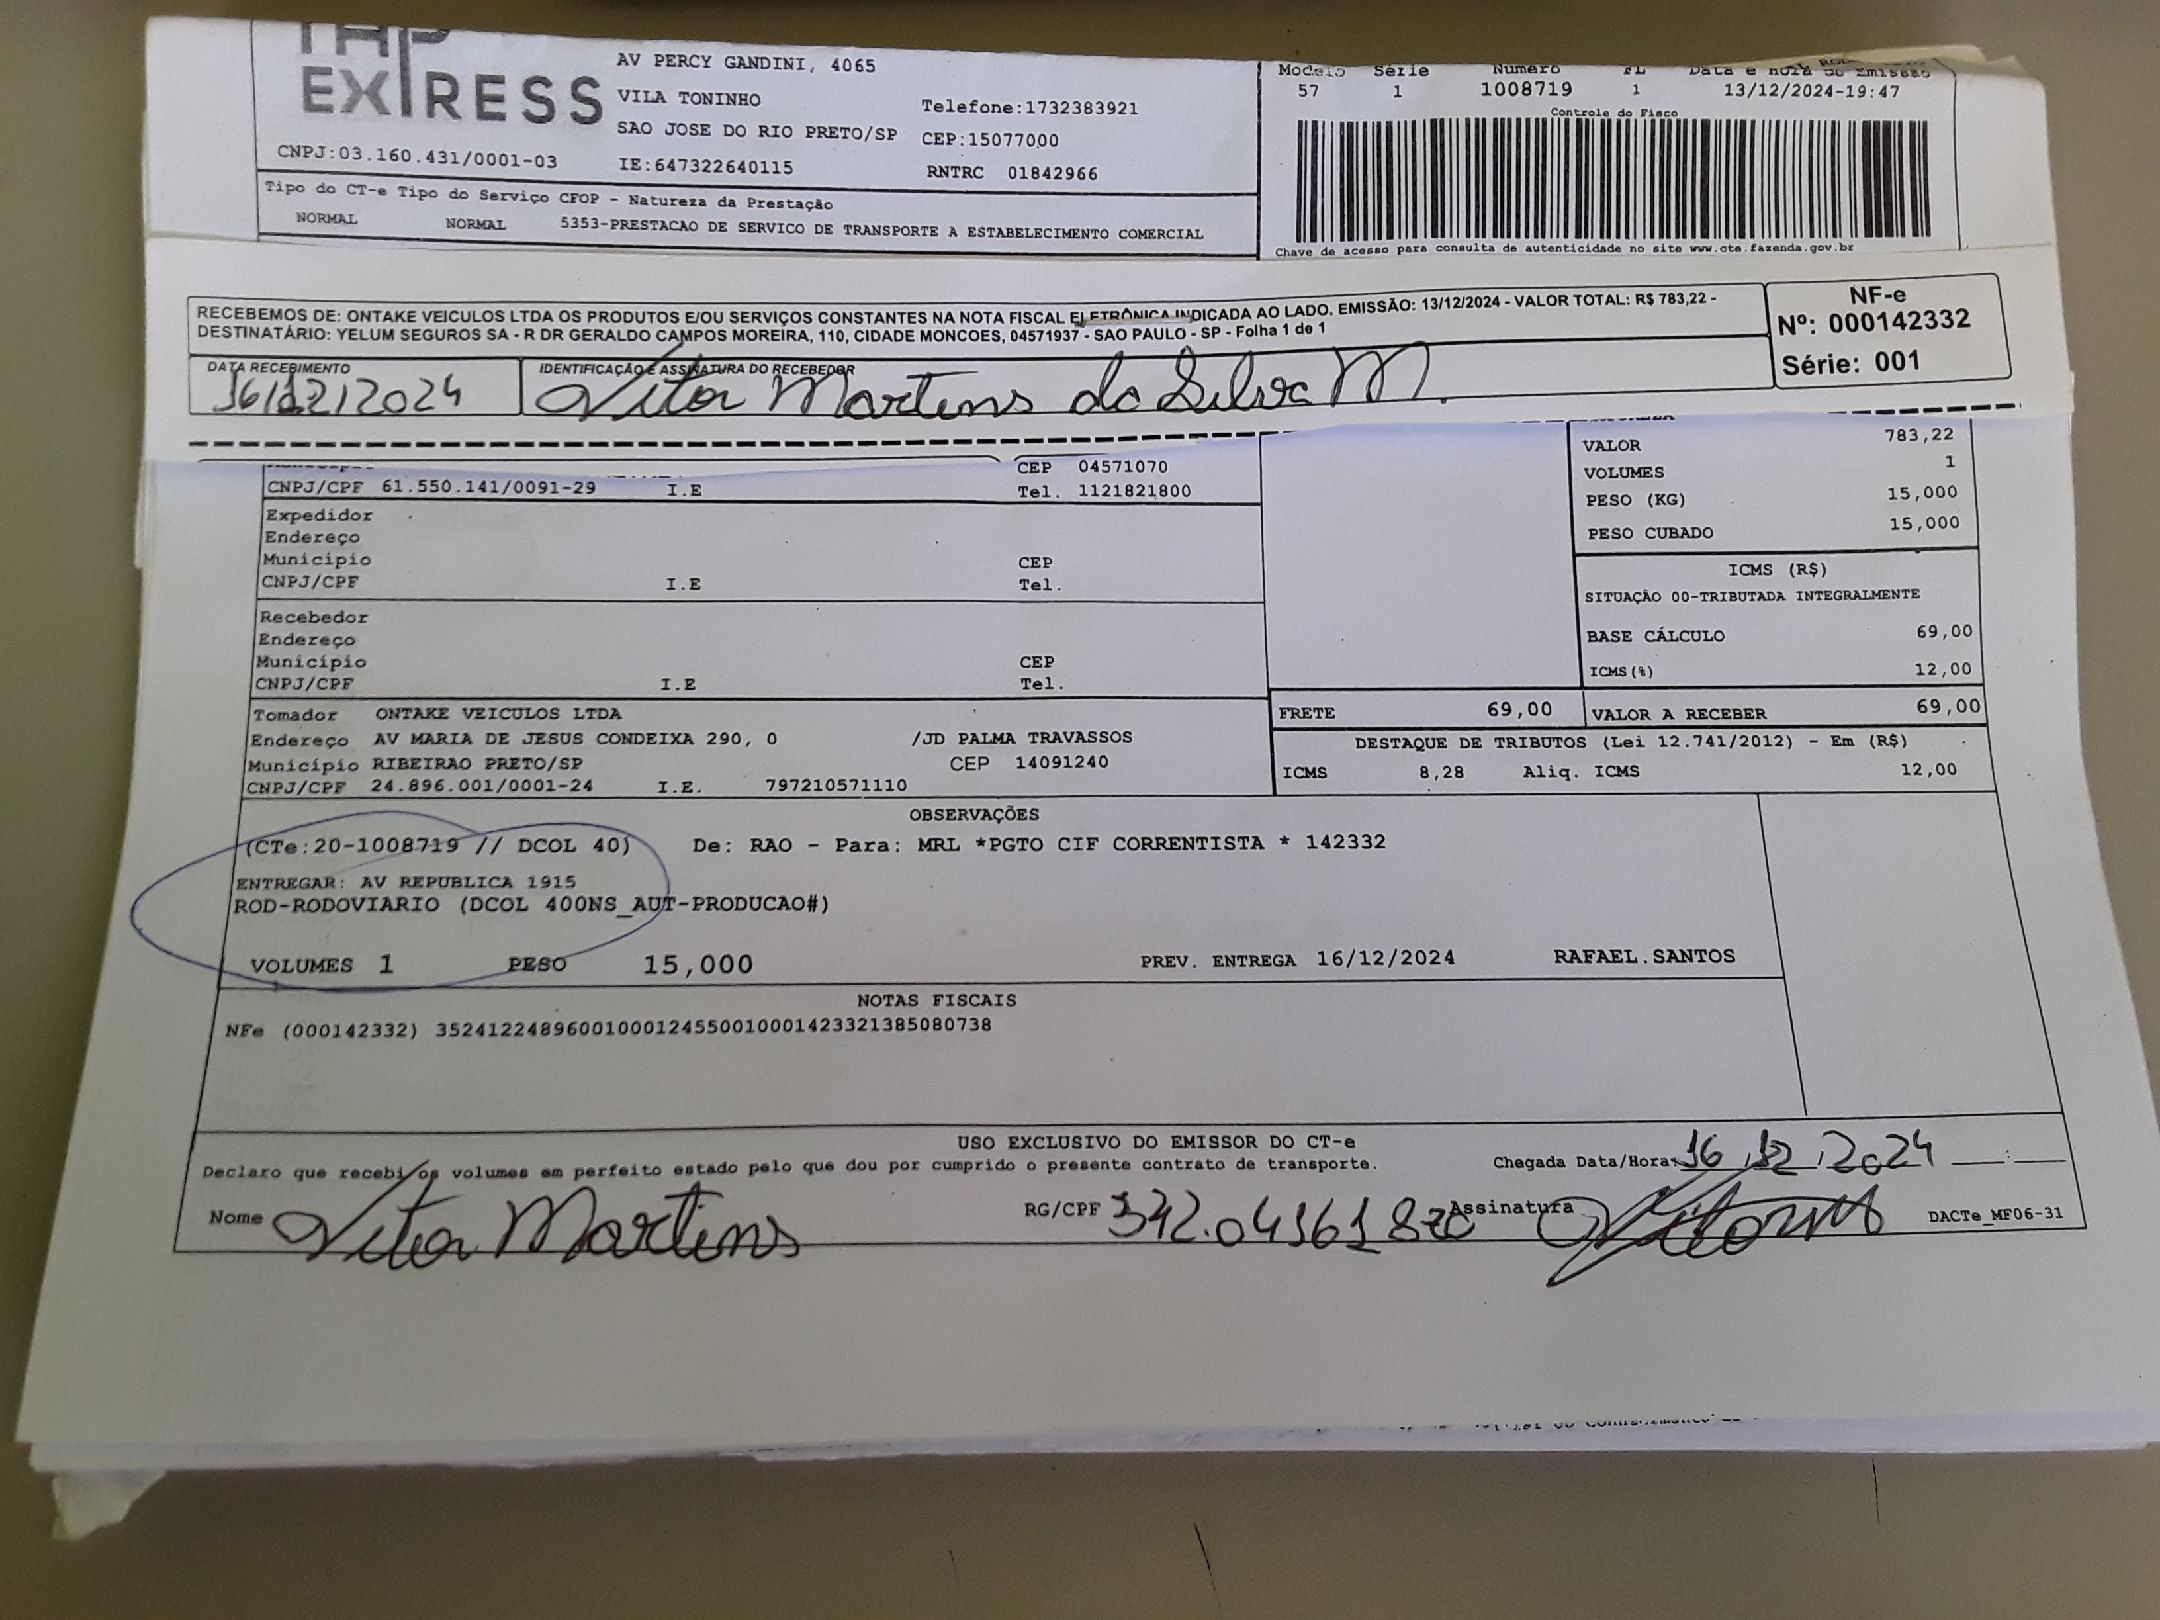 EXPRESS
AV PERCY GANDINI, 4065
VILA TONINHO
Telefone:1732383921
SAO JOSE DO RIO PRETO/SP CEP:15077000
CNPJ:03.160.431/0001-03
IE:647322640115
RNTRC 01842966
Modelo Série Número FL Data e Hora de Emissão
57 1 1008719 1 13/12/2024-19:47
Controle do Fisco
Tipo do CT-e Tipo do Serviço CFOP - Natureza da Prestação
NORMAL NORMAL 5353-PRESTACAO DE SERVICO DE TRANSPORTE A ESTABELECIMENTO COMERCIAL
Chave de acesso para consulta de autenticidade no site www.cte.fazenda.gov.br
RECEBEMOS DE: ONTAKE VEICULOS LTDA OS PRODUTOS E/OU SERVIÇOS CONSTANTES NA NOTA FISCAL ELETRÔNICA INDICADA AO LADO. EMISSÃO: 13/12/2024 - VALOR TOTAL: R$ 783,22 -
DESTINATÁRIO: YELUM SEGUROS SA - R DR GERALDO CAMPOS MOREIRA, 110, CIDADE MONCOES, 04571937 - SAO PAULO - SP - Folha 1 de 1
NF-e
Nº: 000142332
Série: 001
DATA RECEBIMENTO
16/12/2024
IDENTIFICAÇÃO E ASSINATURA DO RECEBEDOR
Vitor Martins da Silva M.
CEP 04571070
CNPJ/CPF 61.550.141/0091-29 I.E Tel. 1121821800
Expedidor
Endereço
Município CEP
CNPJ/CPF I.E Tel.
Recebedor
Endereço
Município CEP
CNPJ/CPF I.E Tel.
VALOR 783,22
VOLUMES 1
PESO (KG) 15,000
PESO CUBADO 15,000
ICMS (R$)
SITUAÇÃO 00-TRIBUTADA INTEGRALMENTE
BASE CÁLCULO 69,00
ICMS(%) 12,00
Tomador ONTAKE VEICULOS LTDA
Endereço AV MARIA DE JESUS CONDEIXA 290, 0 /JD PALMA TRAVASSOS
Município RIBEIRAO PRETO/SP CEP 14091240
CNPJ/CPF 24.896.001/0001-24 I.E. 797210571110
FRETE 69,00 VALOR A RECEBER 69,00
DESTAQUE DE TRIBUTOS (Lei 12.741/2012) - Em (R$)
ICMS 8,28 Aliq. ICMS 12,00
OBSERVAÇÕES
(CTe:20-1008719 // DCOL 40) De: RAO - Para: MRL *PGTO CIF CORRENTISTA * 142332
ENTREGAR: AV REPUBLICA 1915
ROD-RODOVIARIO (DCOL 400NS_AUT-PRODUCAO#)
VOLUMES 1 PESO 15,000 PREV. ENTREGA 16/12/2024 RAFAEL.SANTOS
NOTAS FISCAIS
NFe (000142332) 35241224896001000124550010001423321385080738
USO EXCLUSIVO DO EMISSOR DO CT-e
Declaro que recebi os volumes em perfeito estado pelo que dou por cumprido o presente contrato de transporte.
Chegada Data/Hora: 16.12.2024 __:__
Nome Vitor Martins
RG/CPF 342.04161870
Assinatura Vitor M
DACTe_MF06-31